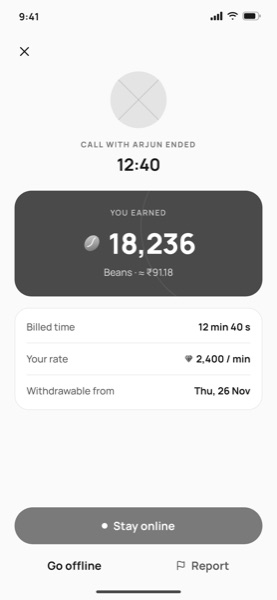 9:41
CALL WITH ARJUN ENDED
12:40
YOU EARNED
18,236
Beans · ≈ ₹91.18
Billed time 12 min 40 s
Your rate 2,400 / min
Withdrawable from Thu, 26 Nov
Stay online
Go offline Report